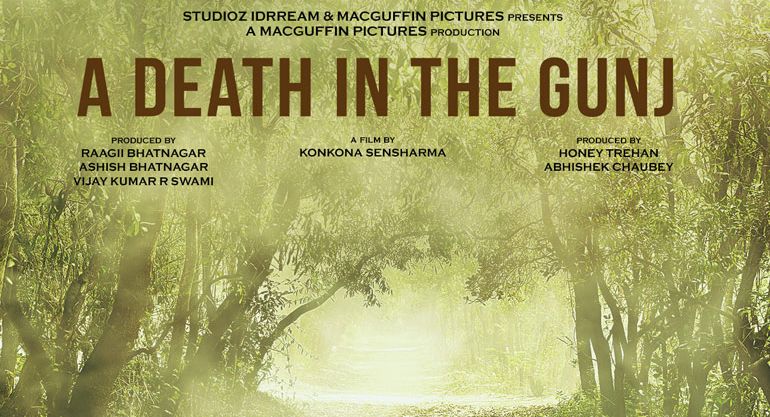 STUDIOZ IDRREAM & MACGUFFIN PICTURES PRESENTS
A MACGUFFIN PICTURES PRODUCTION
A DEATH IN THE GUNJ
PRODUCED BY
RAAGII BHATNAGAR
ASHISH BHATNAGAR
VIJAY KUMAR R SWAMI
A FILM BY
KONKONA SENSHARMA
PRODUCED BY
HONEY TREHAN
ABHISHEK CHAUBEY